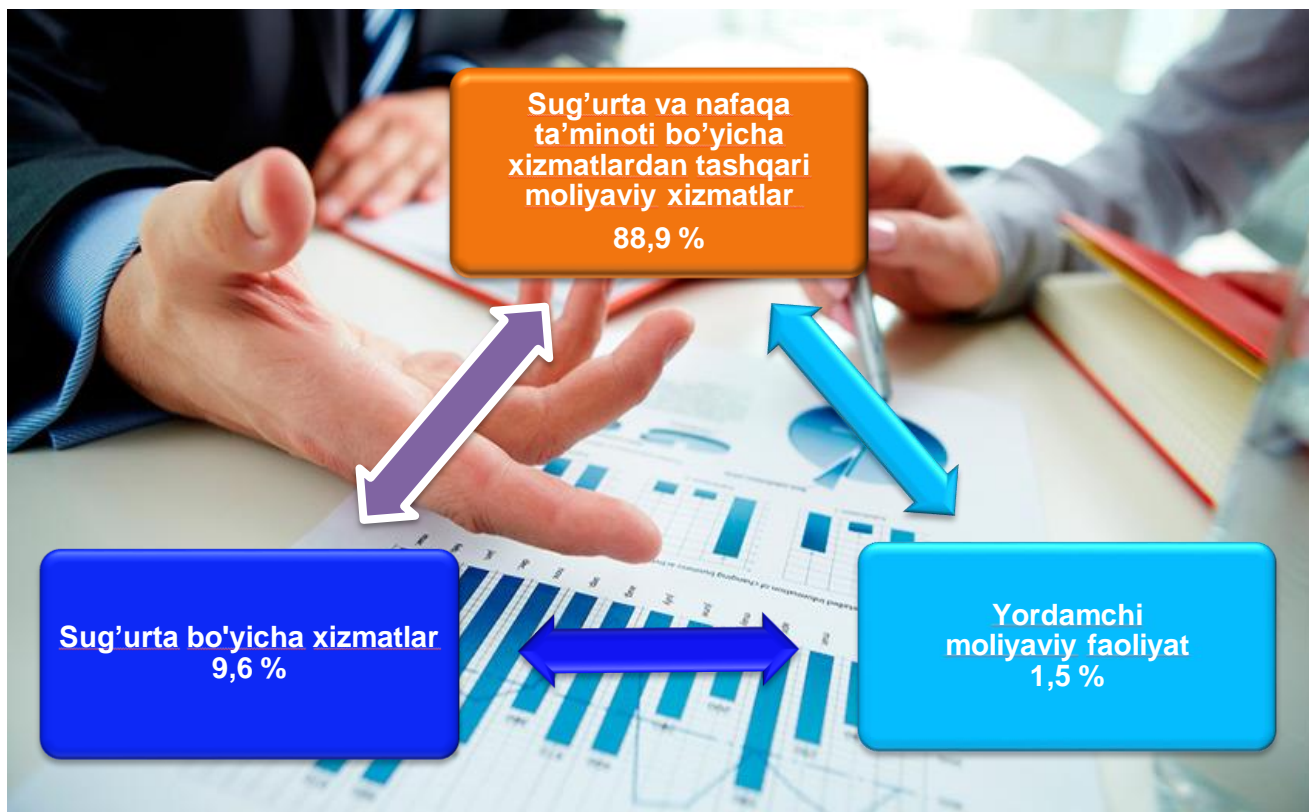 Sug’urta va nafaqa
ta’minoti bo’yicha
xizmatlardan tashqari
moliyaviy xizmatlar
88,9 %
Sug’urta bo'yicha xizmatlar
9,6 %
Yordamchi
moliyaviy faoliyat
1,5 %